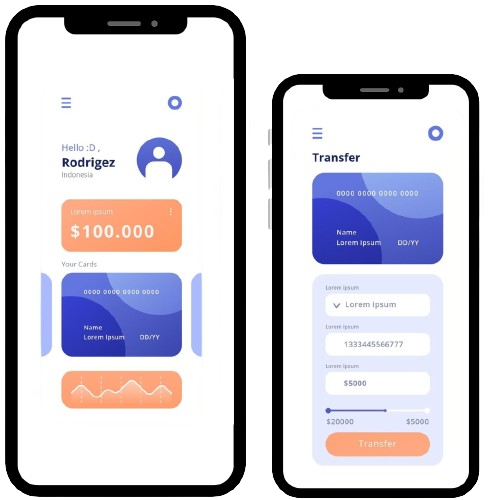 Hello :D ,
Rodrigez
Indonesia
Lorem Ipsum
$100.000
Your Cards
0000 0000 0000 0000
Name
Lorem Ipsum DD/YY
Transfer
0000 0000 0000 0000
Name
Lorem Ipsum DD/YY
Lorem Ipsum
Lorem Ipsum
Lorem Ipsum
1333445566777
Lorem Ipsum
$5000
$20000 $5000
Transfer